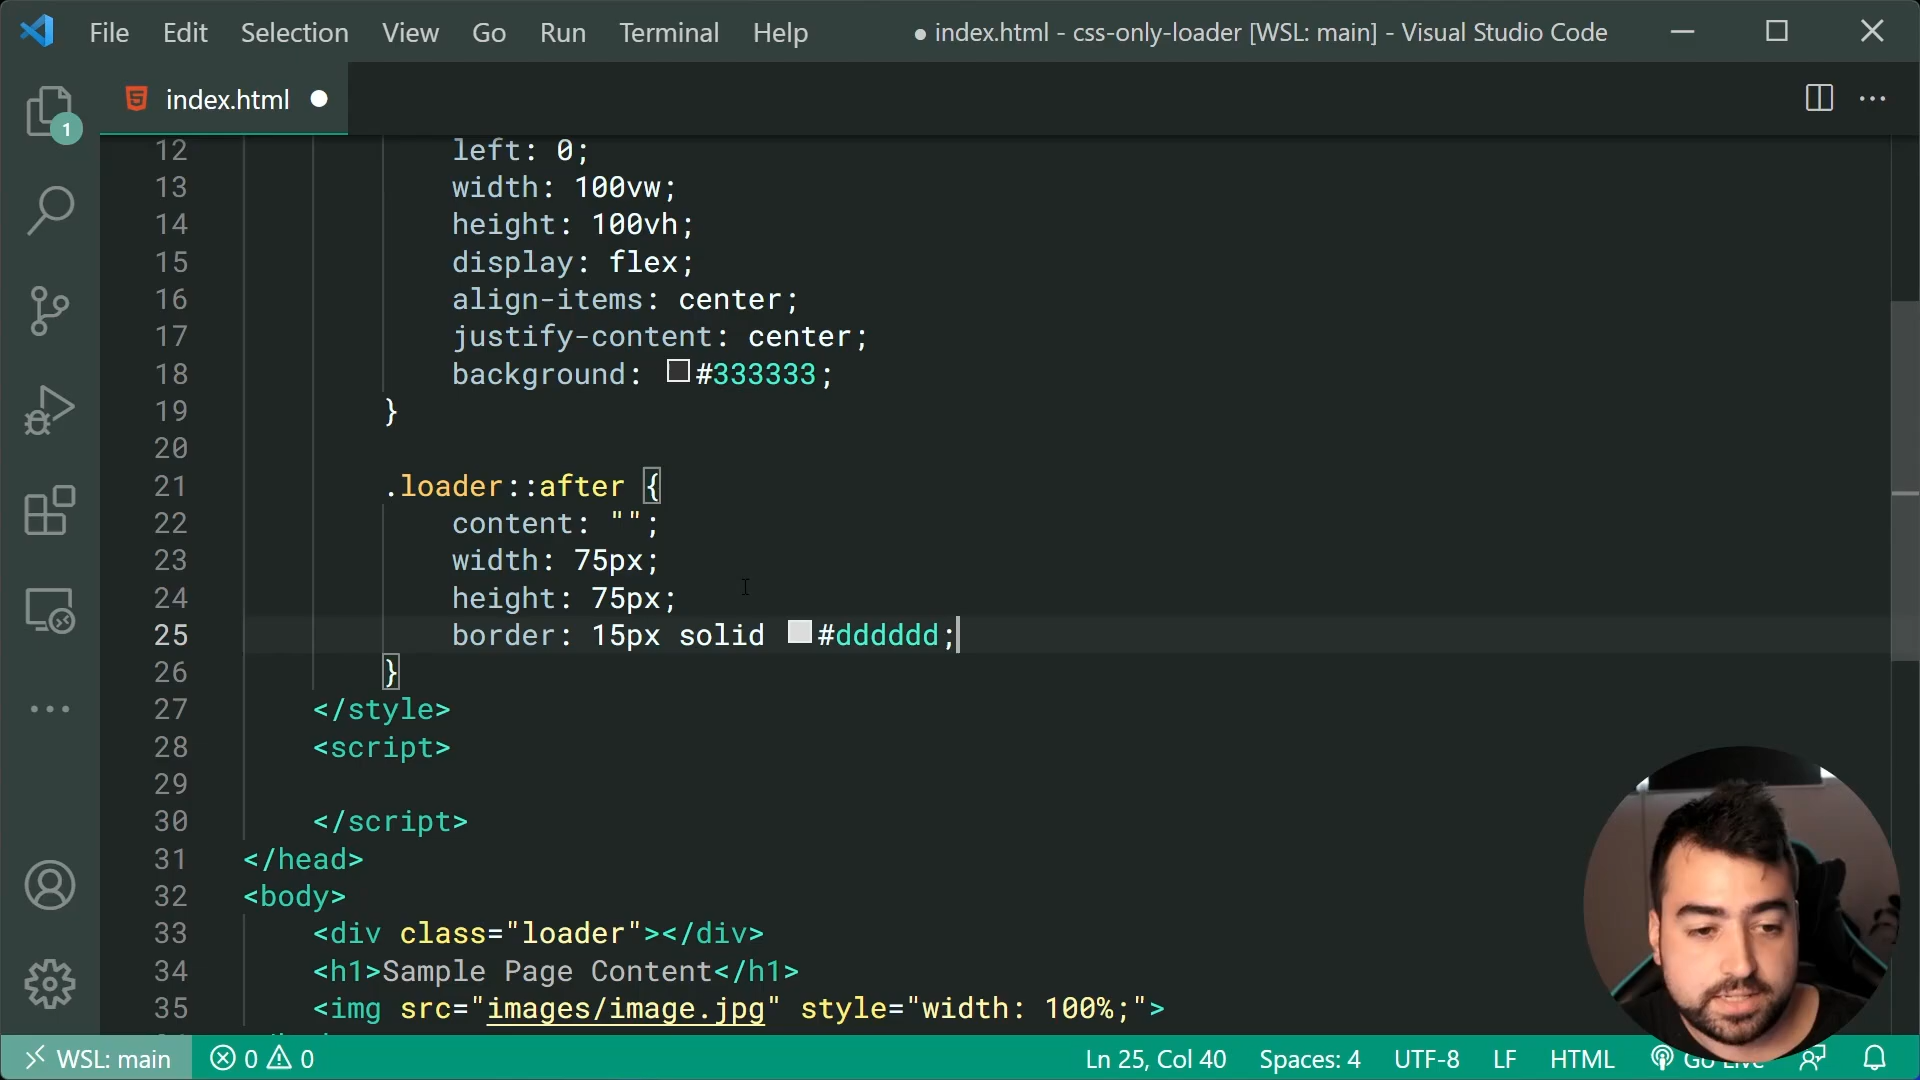 File Edit Selection View Go Run Terminal Help
● index.html - css-only-loader [WSL: main] - Visual Studio Code
index.html
1
12 left: 0;
13 width: 100vw;
14 height: 100vh;
15 display: flex;
16 align-items: center;
17 justify-content: center;
18 background: #333333;
19 }
20
21 .loader::after {
22 content: "";
23 width: 75px;
24 height: 75px;
25 border: 15px solid #dddddd;
26 }
27 </style>
28 <script>
29
30 </script>
31 </head>
32 <body>
33 <div class="loader"></div>
34 <h1>Sample Page Content</h1>
35 <img src="images/image.jpg" style="width: 100%;">
WSL: main 0 0 Ln 25, Col 40 Spaces: 4 UTF-8 LF HTML Go Live